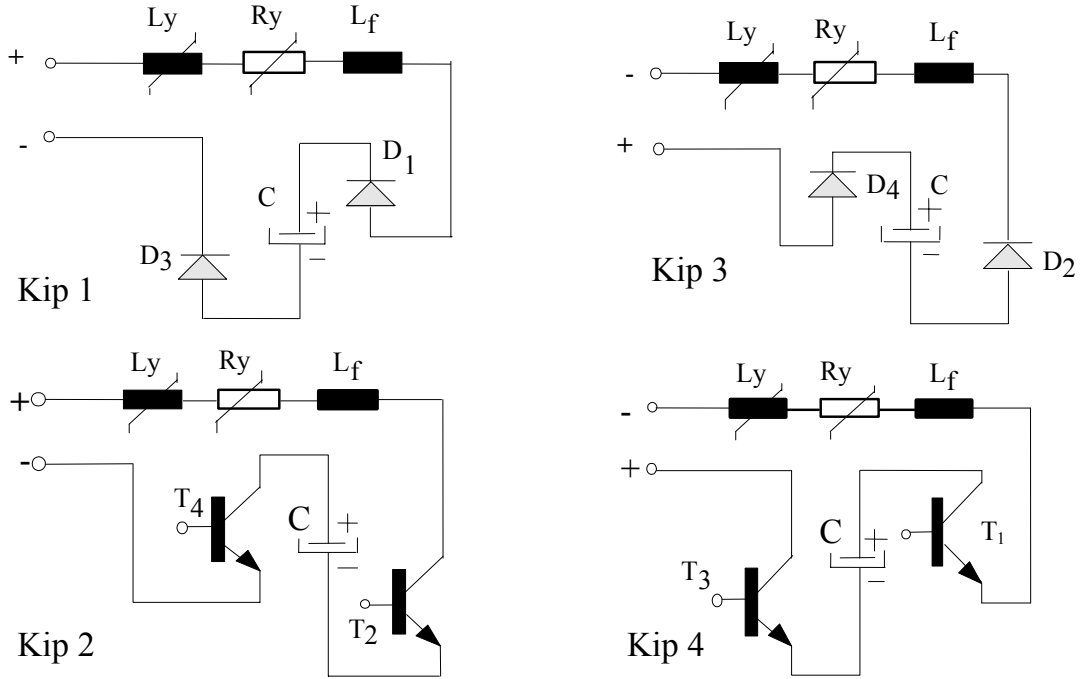 Ly Ry Lf
+
-
D1
C
+
−
D3
Kip 1
Ly Ry Lf
-
+
D4 C
+
−
D2
Kip 3
Ly Ry Lf
+
-
T4
C +
−
T2
Kip 2
Ly Ry Lf
-
+
C +
−
T1
T3
Kip 4